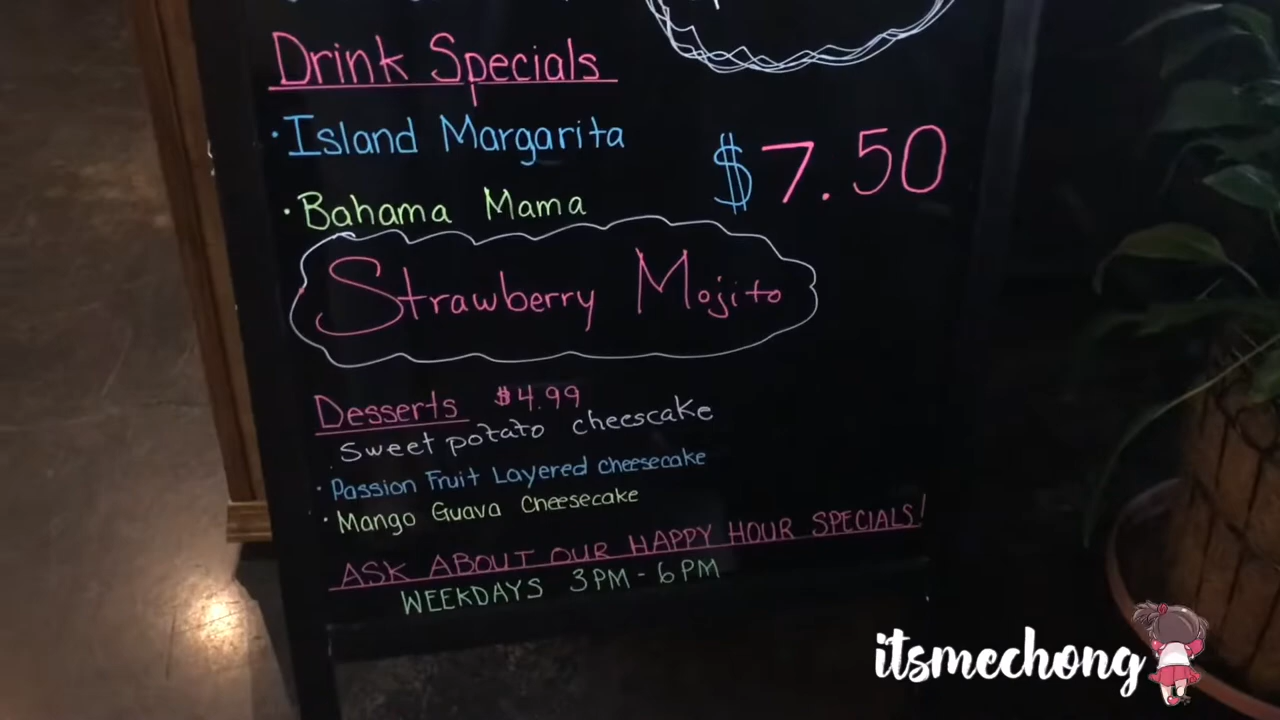 Drink Specials
· Island Margarita
$7.50
· Bahama Mama
Strawberry Mojito
Desserts $4.99
Sweet potato cheescake
· Passion Fruit Layered cheesecake
· Mango Guava Cheesecake
ASK ABOUT OUR HAPPY HOUR SPECIALS!
WEEKDAYS 3PM - 6PM
itsmechong